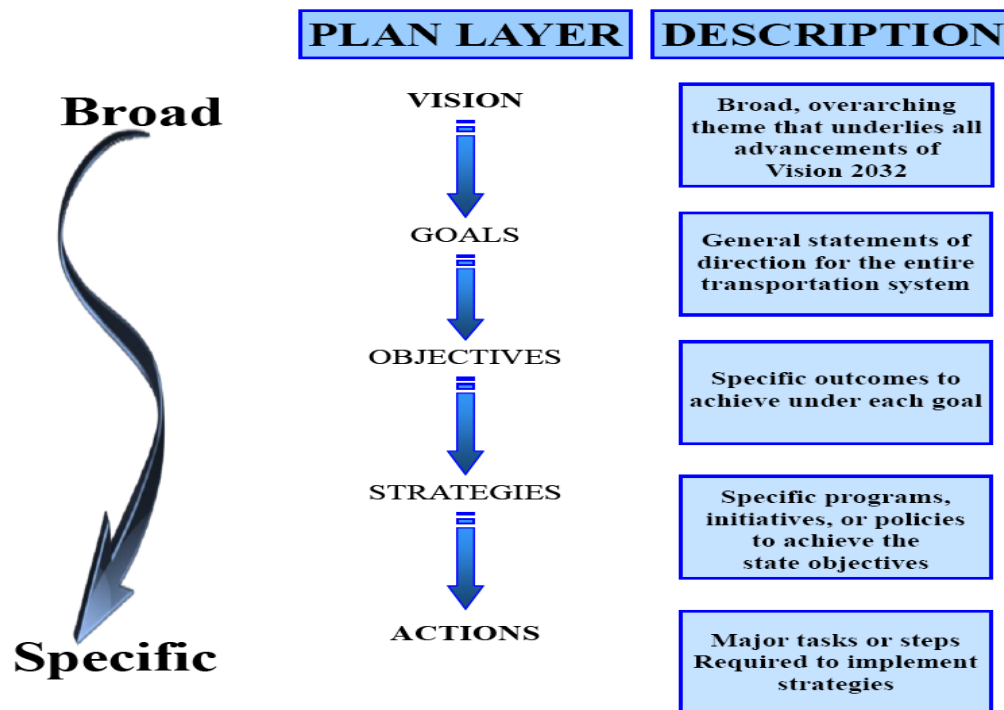 PLAN LAYER
DESCRIPTION
Broad
VISION
Broad, overarching
theme that underlies all
advancements of
Vision 2032
GOALS
General statements of
direction for the entire
transportation system
OBJECTIVES
Specific outcomes to
achieve under each goal
STRATEGIES
Specific programs,
initiatives, or policies
to achieve the
state objectives
Specific
ACTIONS
Major tasks or steps
Required to implement
strategies